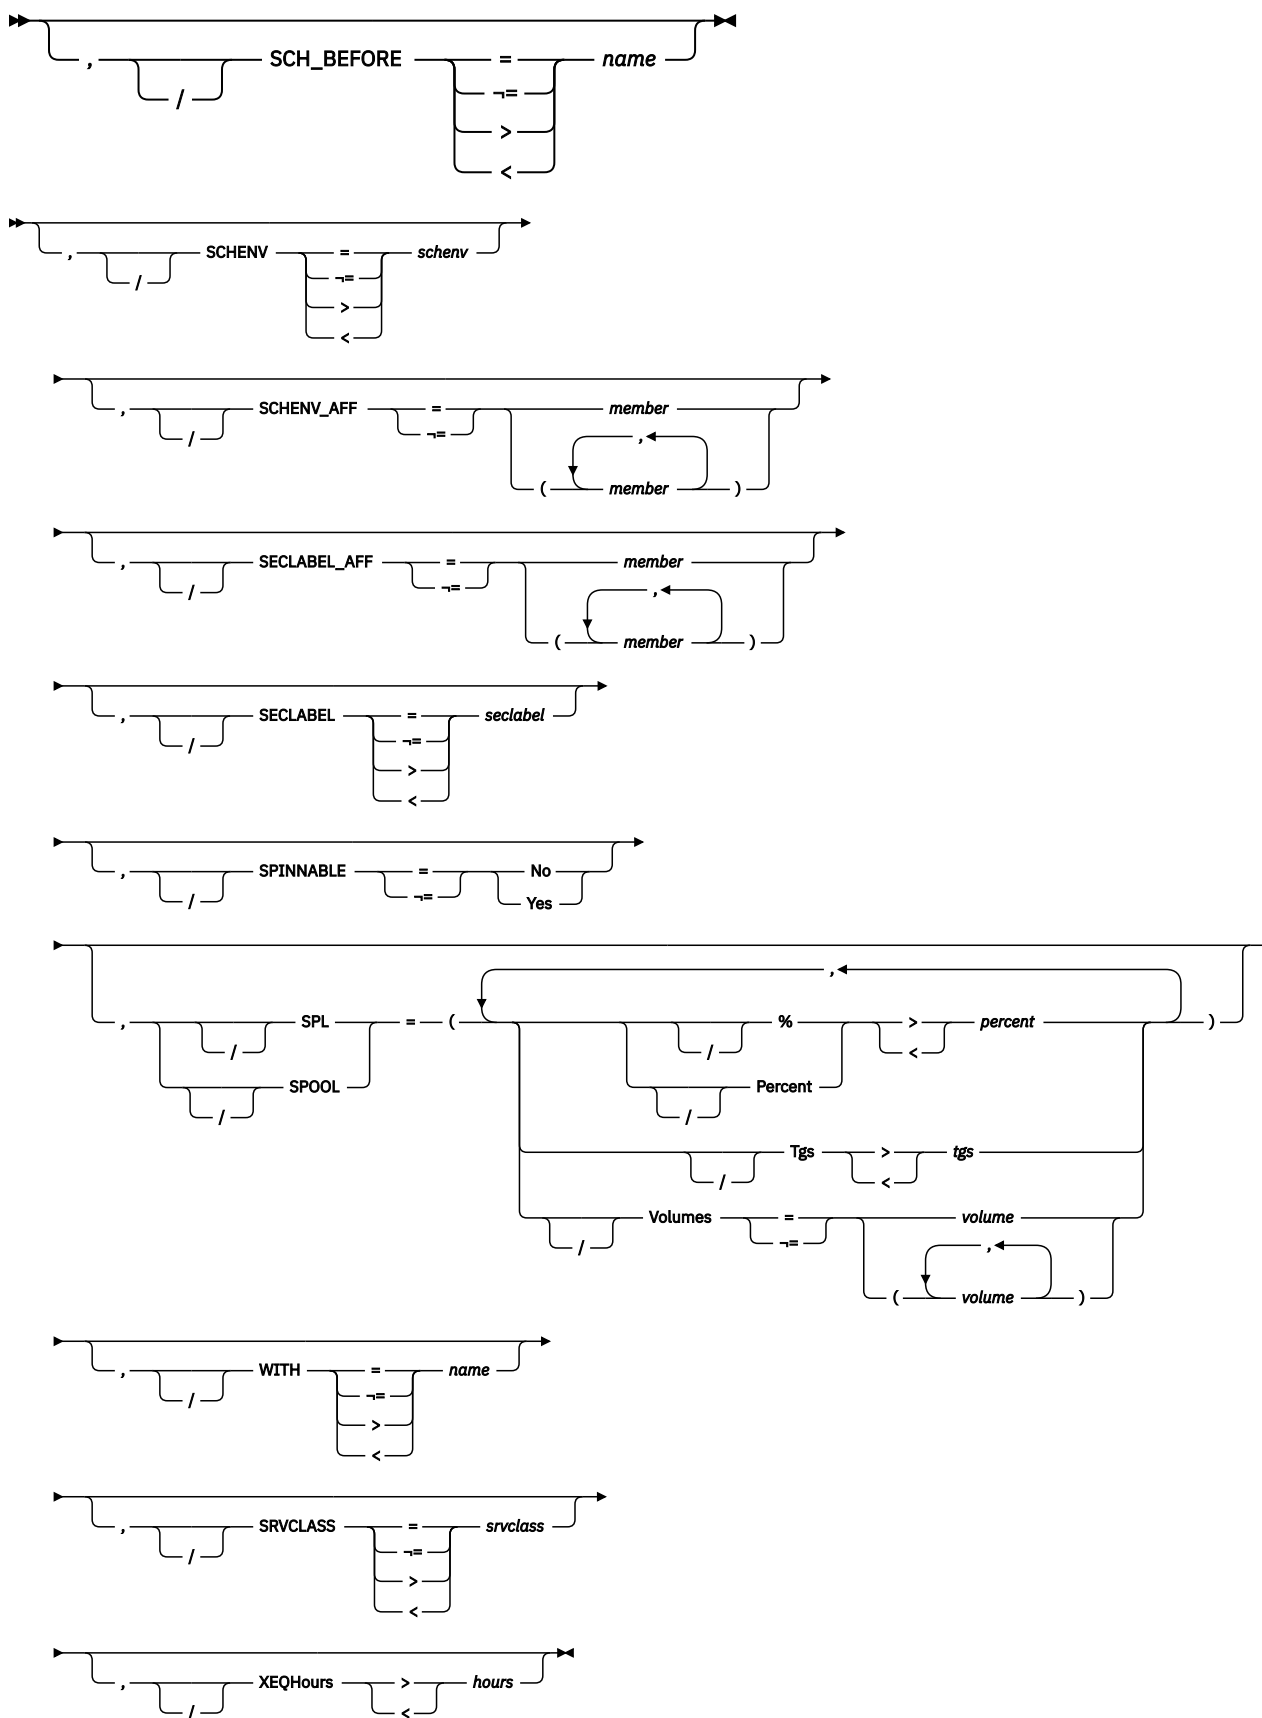 , SCH_BEFORE = name
/ ¬=
>
<
, SCHENV = schenv
/ ¬=
>
<
, SCHENV_AFF = member
/ ¬= ,
( member )
, SECLABEL_AFF = member
/ ¬= ,
( member )
, SECLABEL = seclabel
/ ¬=
>
<
, SPINNABLE = No
/ ¬= Yes
,
, SPL = ( % > percent )
/ / <
SPOOL Percent
/ /
Tgs > tgs
/ <
Volumes = volume
/ ¬= ,
( volume )
, WITH = name
/ ¬=
>
<
, SRVCLASS = srvclass
/ ¬=
>
<
, XEQHours > hours
/ <